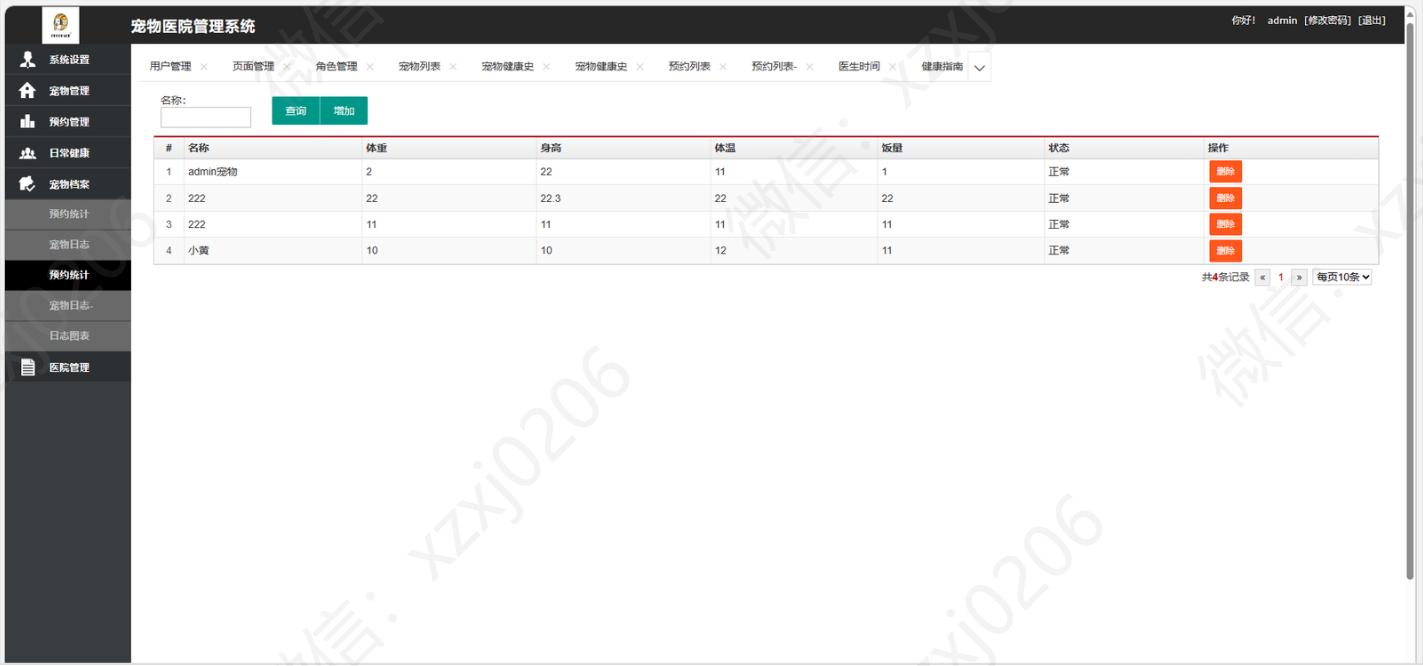 宠物医院管理系统
你好! admin [修改密码] [退出]
系统设置
宠物管理
预约管理
日常健康
宠物档案
预约统计
宠物日志
预约统计
宠物日志-
日志图表
医院管理
用户管理 × 页面管理 × 角色管理 × 宠物列表 × 宠物健康史 × 宠物健康史 × 预约列表 × 预约列表- × 医生时间 × 健康指南
名称:
查询 增加
# 名称 体重 身高 体温 饭量 状态 操作
1 admin宠物 2 22 11 1 正常 删除
2 222 22 22.3 22 22 正常 删除
3 222 11 11 11 11 正常 删除
4 小黄 10 10 12 11 正常 删除
共4条记录 « 1 » 每页10条
微信:
xzxj0206
微信:
xzxj0206
微信:
xzxj0206
微信: